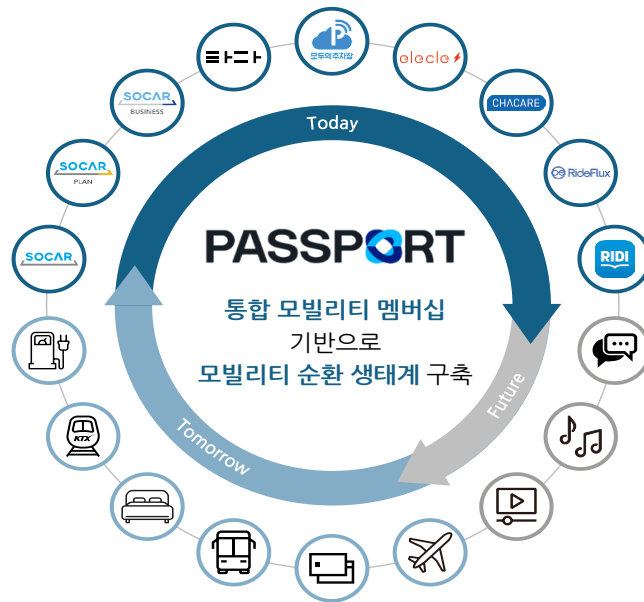 타다
모두의주차장
elecle
SOCAR
BUSINESS
CHACARE
Today
SOCAR
PLAN
RideFlux
PASSPORT
SOCAR
RIDI
통합 모빌리티 멤버십
기반으로
모빌리티 순환 생태계 구축
Future
Tomorrow
KTX